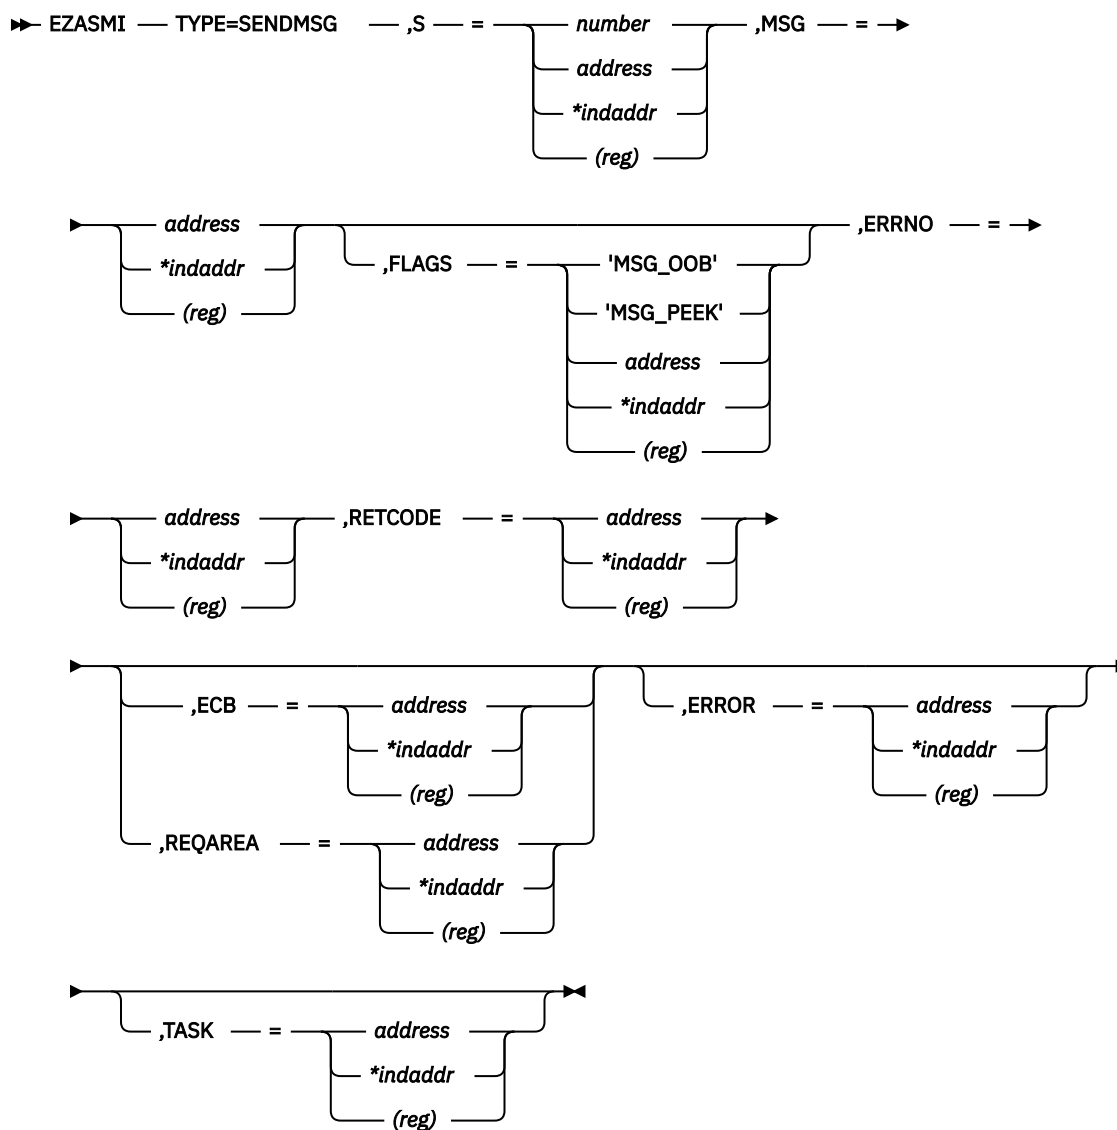 EZASMI TYPE=SENDMSG ,S = number ,MSG =
address
*indaddr
(reg)
address ,ERRNO =
*indaddr ,FLAGS = 'MSG_OOB'
(reg) 'MSG_PEEK'
address
*indaddr
(reg)
address ,RETCODE = address
*indaddr *indaddr
(reg) (reg)
,ECB = address ,ERROR = address
*indaddr *indaddr
(reg) (reg)
,REQAREA = address
*indaddr
(reg)
,TASK = address
*indaddr
(reg)